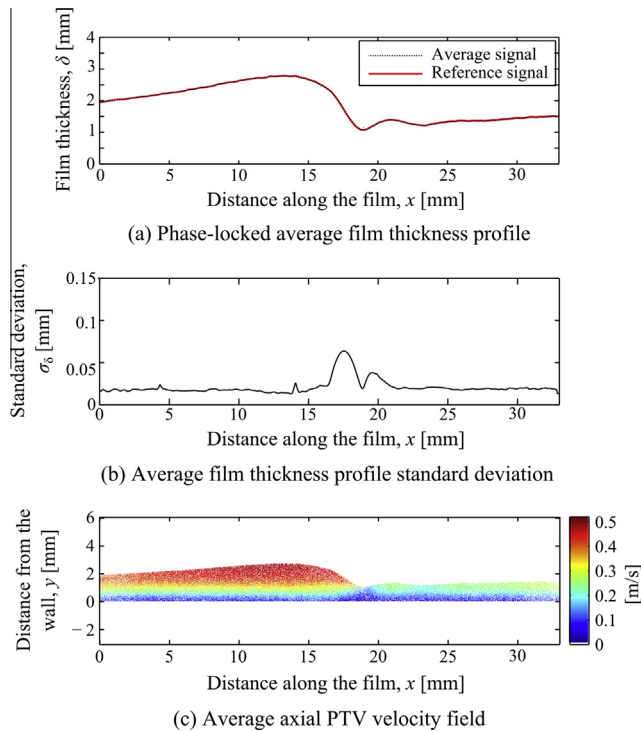 Film thickness, δ [mm]
4
3
2
1
0
Average signal
Reference signal
0 5 10 15 20 25 30
Distance along the film, x [mm]
(a) Phase-locked average film thickness profile
Standard deviation,
σδ [mm]
0.15
0.1
0.05
0
0 5 10 15 20 25 30
Distance along the film, x [mm]
(b) Average film thickness profile standard deviation
Distance from the
wall, y [mm]
6
4
2
0
−2
0 5 10 15 20 25 30
0.5
0.4
0.3
0.2
0.1
0
[m/s]
Distance along the film, x [mm]
(c) Average axial PTV velocity field